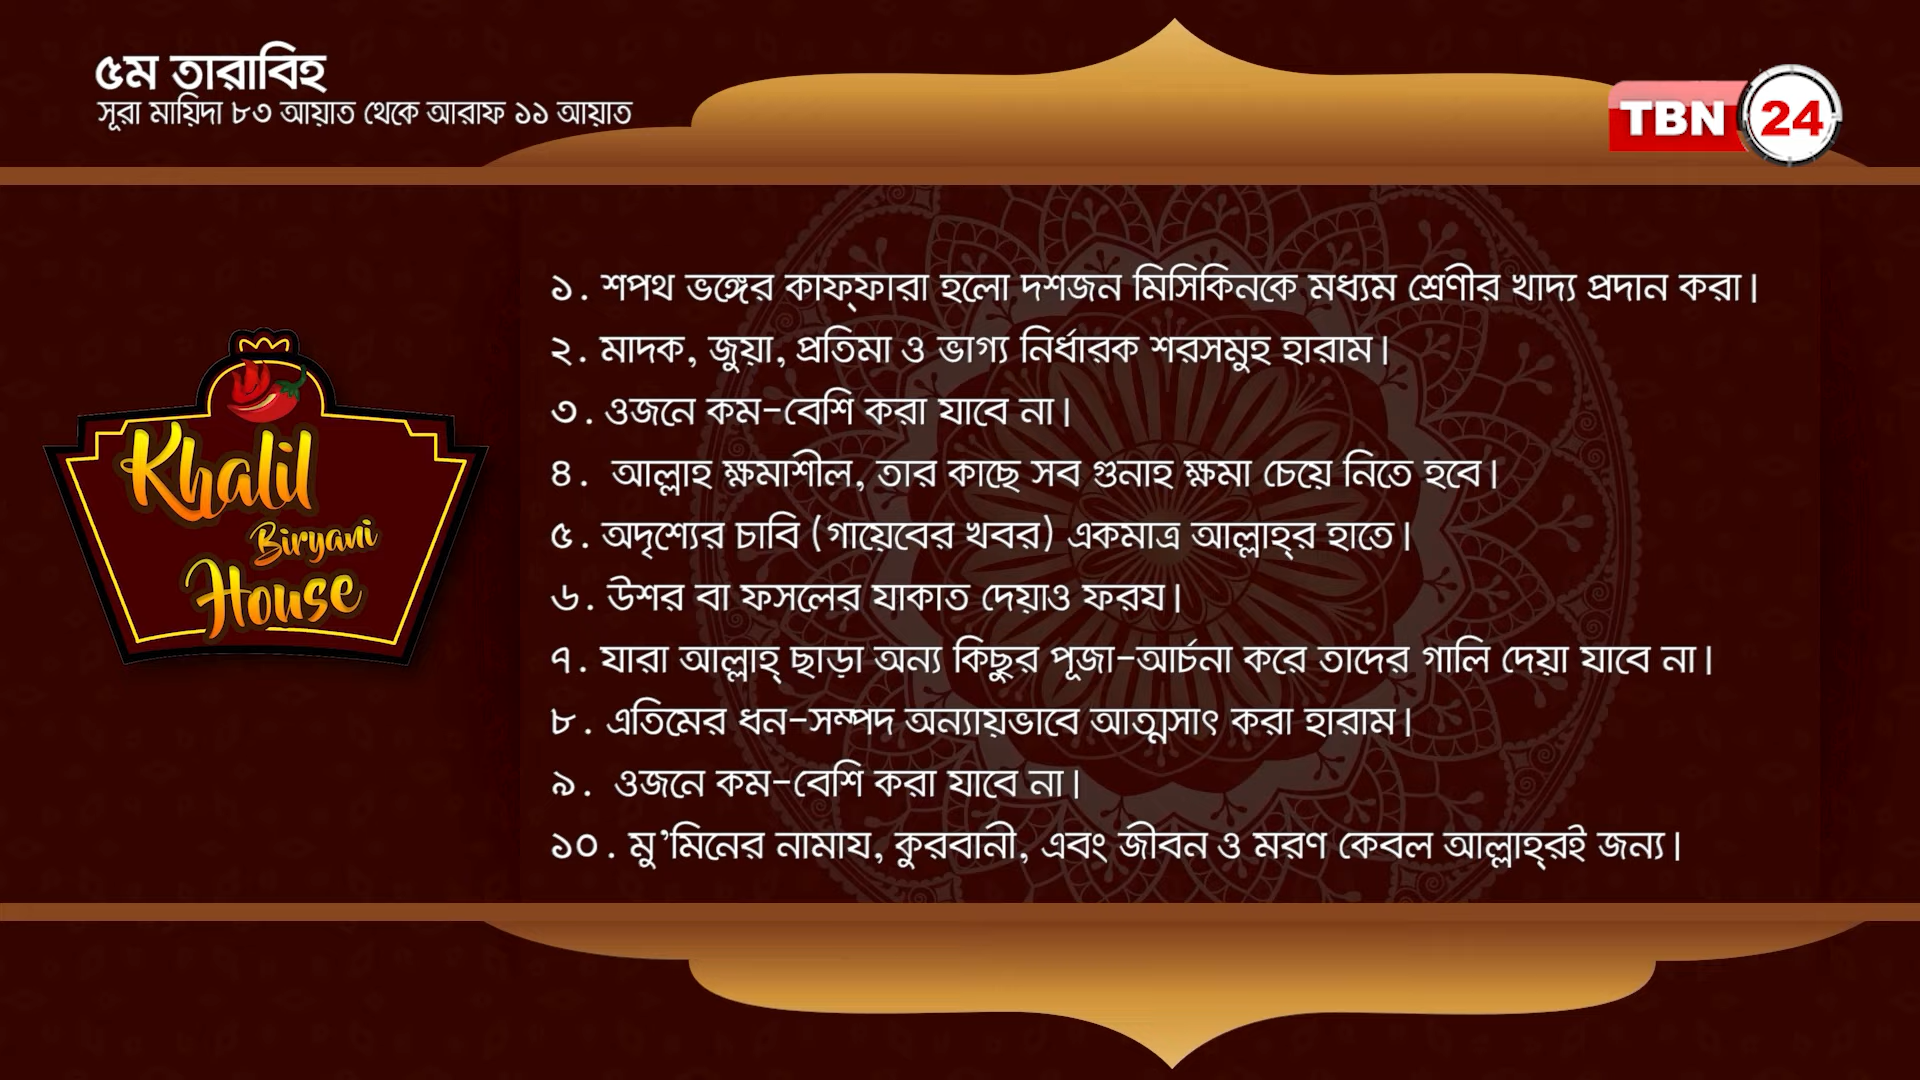 ৫ম তারাবিহ
সূরা মায়িদা ৮৩ আয়াত থেকে আরাফ ১১ আয়াত
TBN 24
Khalil
Biryani
House
১. শপথ ভঙ্গের কাফ্ফারা হলো দশজন মিসিকিনকে মধ্যম শ্রেণীর খাদ্য প্রদান করা।
২. মাদক, জুয়া, প্রতিমা ও ভাগ্য নির্ধারক শরসমুহ হারাম।
৩. ওজনে কম-বেশি করা যাবে না।
৪. আল্লাহ ক্ষমাশীল, তার কাছে সব গুনাহ ক্ষমা চেয়ে নিতে হবে।
৫. অদৃশ্যের চাবি (গায়েবের খবর) একমাত্র আল্লাহ্‌র হাতে।
৬. উশর বা ফসলের যাকাত দেয়াও ফরয।
৭. যারা আল্লাহ্ ছাড়া অন্য কিছুর পূজা-আর্চনা করে তাদের গালি দেয়া যাবে না।
৮. এতিমের ধন-সম্পদ অন্যায়ভাবে আত্মসাৎ করা হারাম।
৯. ওজনে কম-বেশি করা যাবে না।
১০. মু'মিনের নামায, কুরবানী, এবং জীবন ও মরণ কেবল আল্লাহ্‌রই জন্য।